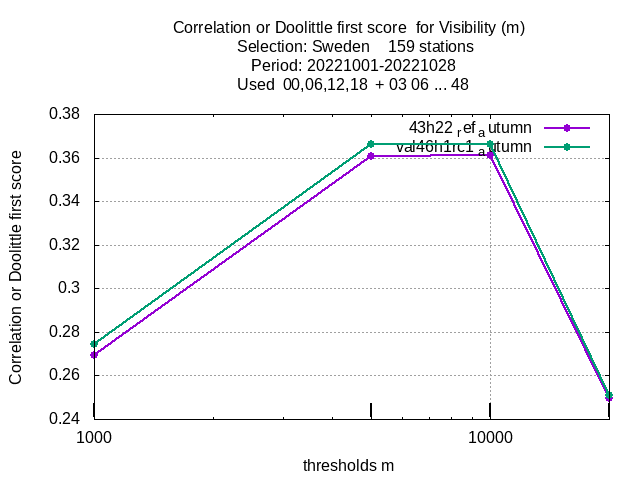 Correlation or Doolittle first score  for Visibility (m)
Selection: Sweden    159 stations
Period: 20221001-20221028
Used  00,06,12,18  + 03 06 ... 48
0.38
0.36
0.34
0.32
0.3
0.28
0.26
0.24
Correlation or Doolittle first score
43h22 refa utumn
val46h1rc1 autumn
1000
10000
thresholds m